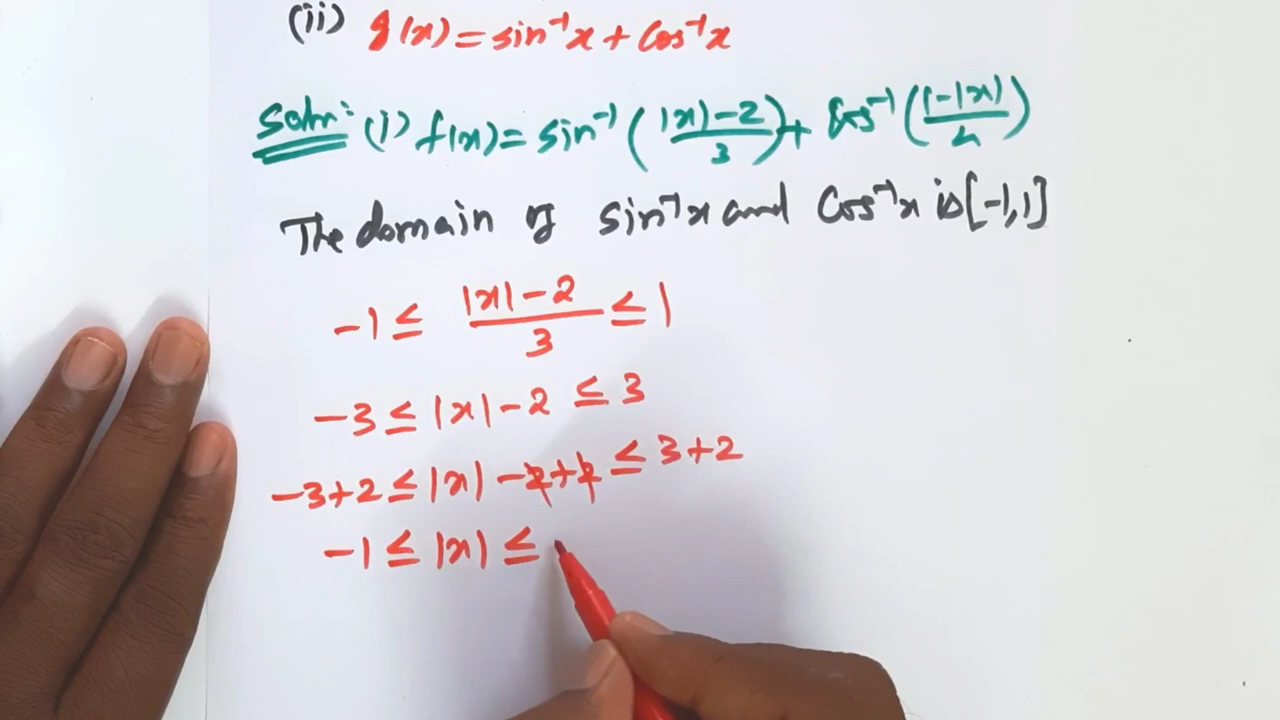 (ii) g(x) = sin⁻¹x + Cos⁻¹x
Soln: (i) f(x) = sin⁻¹ (|x|-2/3) + Cos⁻¹ (1-|x|/4)
The domain of sin⁻¹x and Cos⁻¹x is [-1,1]
-1 ≤ |x|-2/3 ≤ 1
-3 ≤ |x| - 2 ≤ 3
-3+2 ≤ |x| - 2+2 ≤ 3+2
-1 ≤ |x| ≤